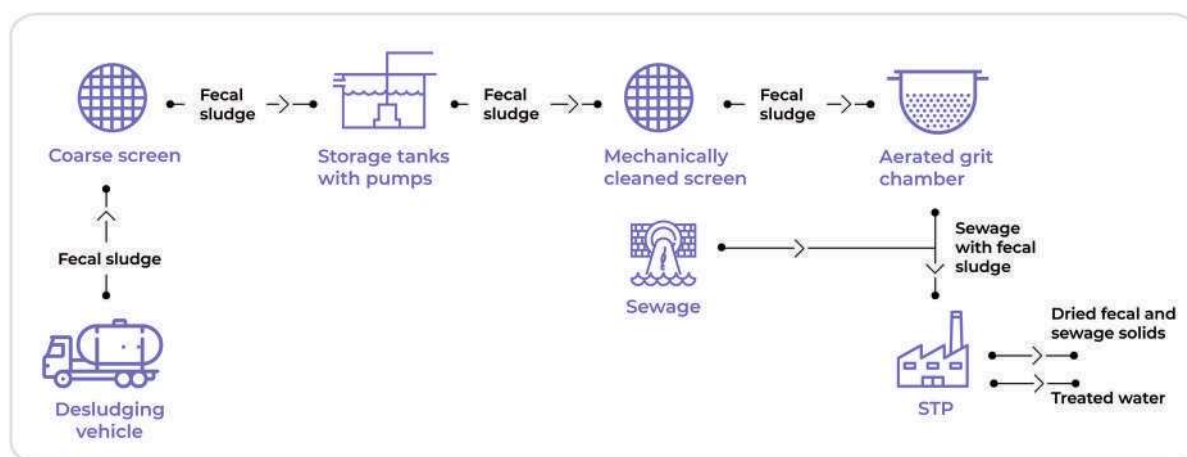 Fecal
sludge
Fecal
sludge
Fecal
sludge
Coarse screen
Storage tanks
with pumps
Mechanically
cleaned screen
Aerated grit
chamber
Fecal sludge
Sewage
with fecal
sludge
Sewage
Dried fecal and
sewage solids
Desludging
vehicle
STP
Treated water